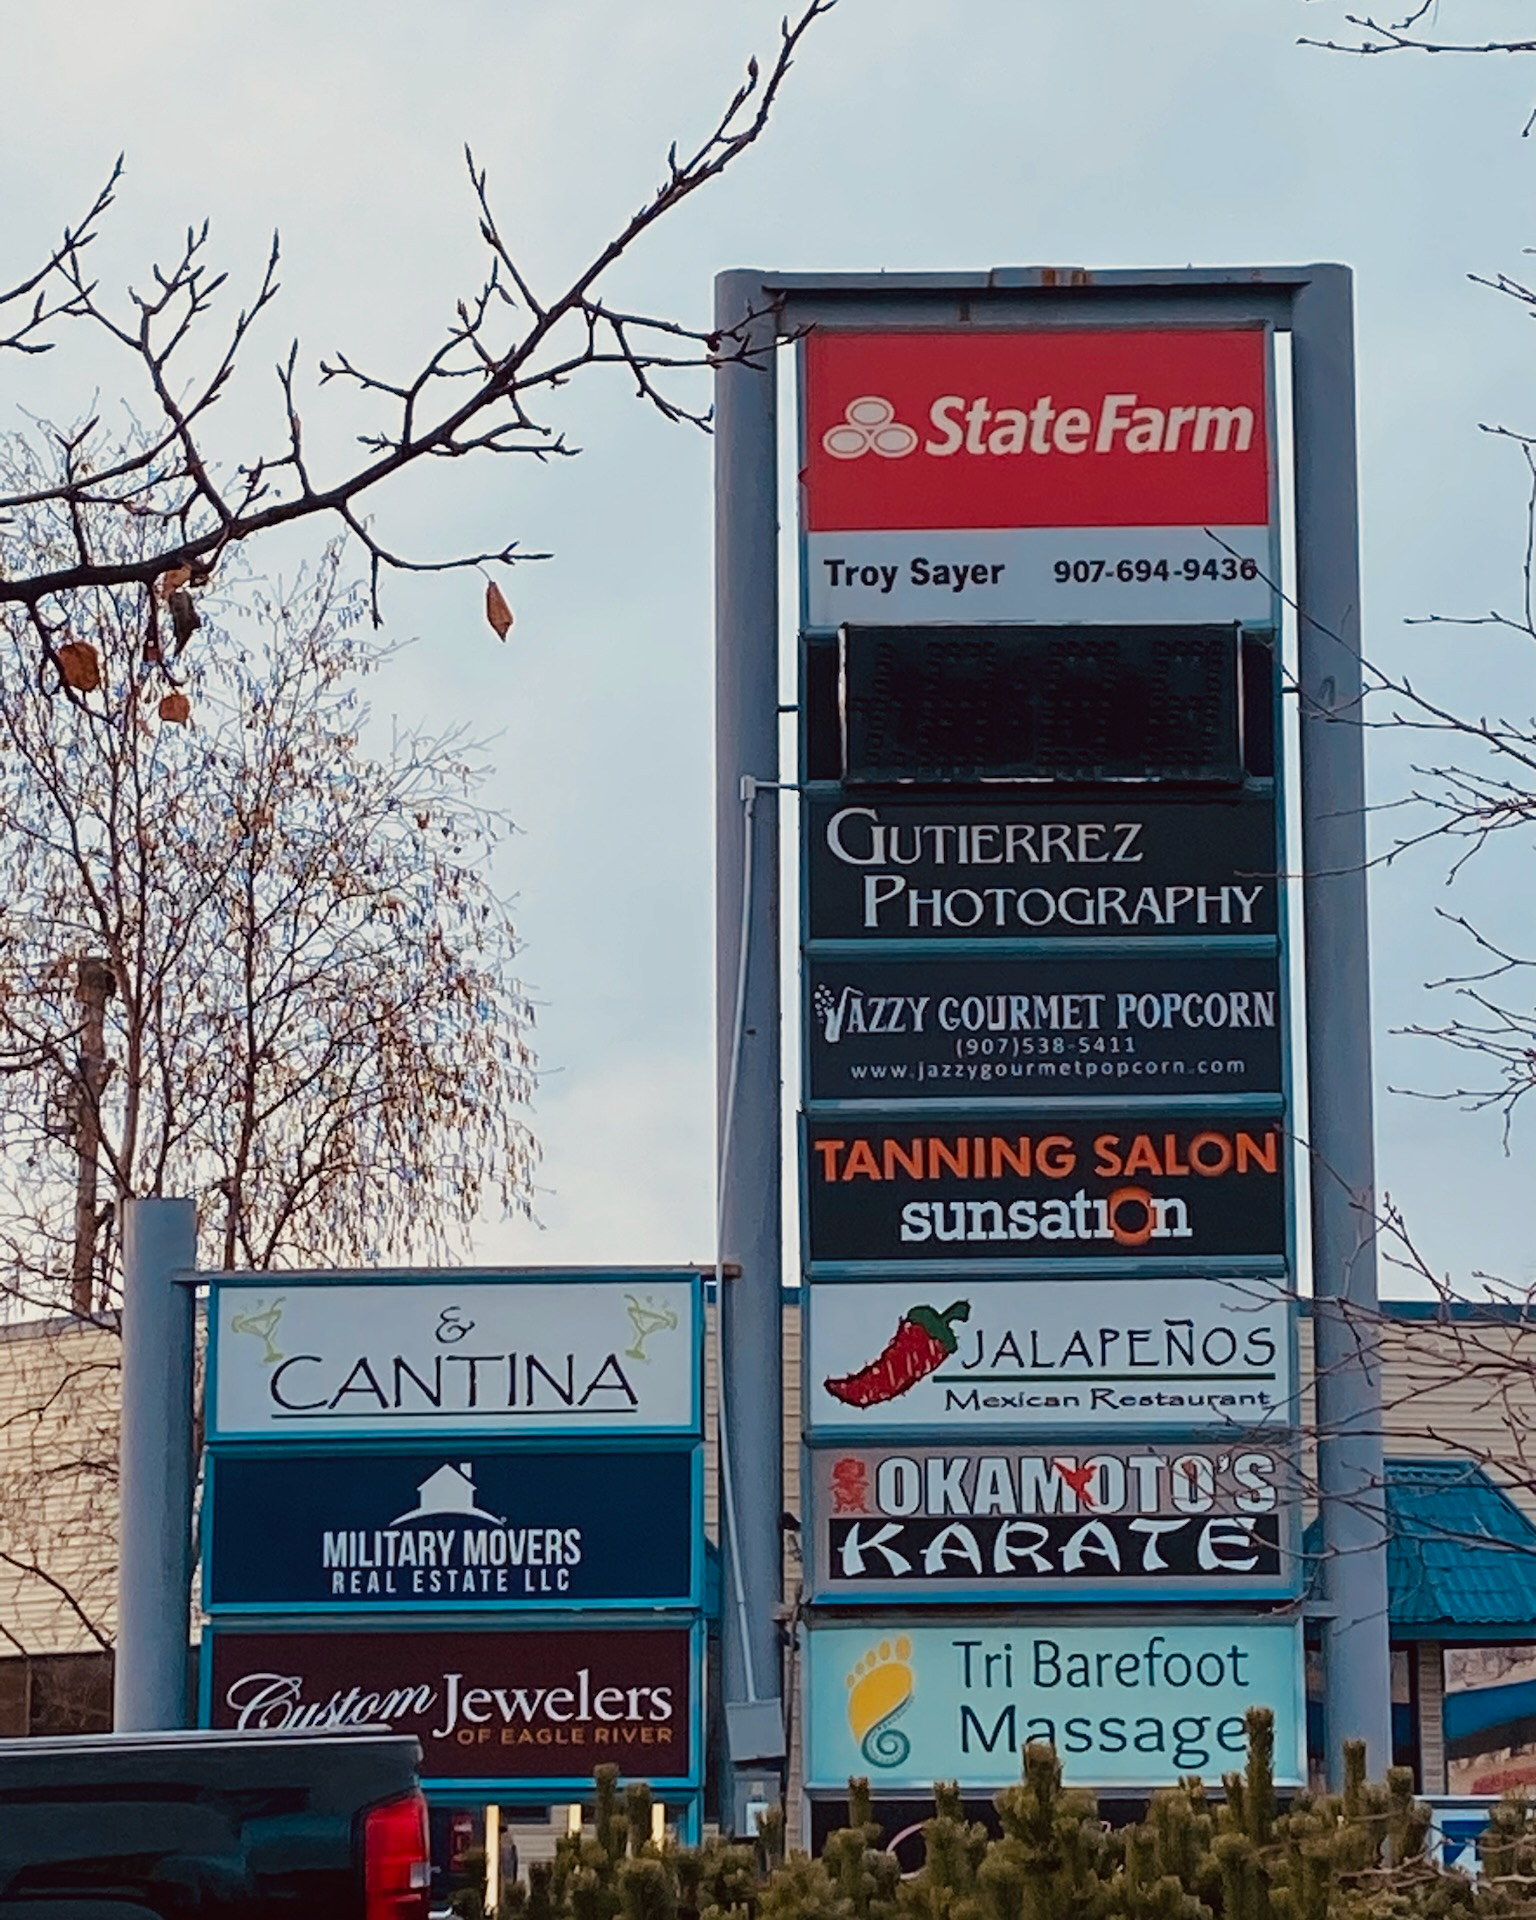 StateFarm
Troy Sayer 907-694-9436
GUTIERREZ
PHOTOGRAPHY
JAZZY GOURMET POPCORN
(907)538-5411
www.jazzygourmetpopcorn.com
TANNING SALON
sunsation
JALAPEÑOS
Mexican Restaurant
OKAMOTO'S
KARATE
Tri Barefoot
Massage
&
CANTINA
MILITARY MOVERS
REAL ESTATE LLC
Custom Jewelers
OF EAGLE RIVER